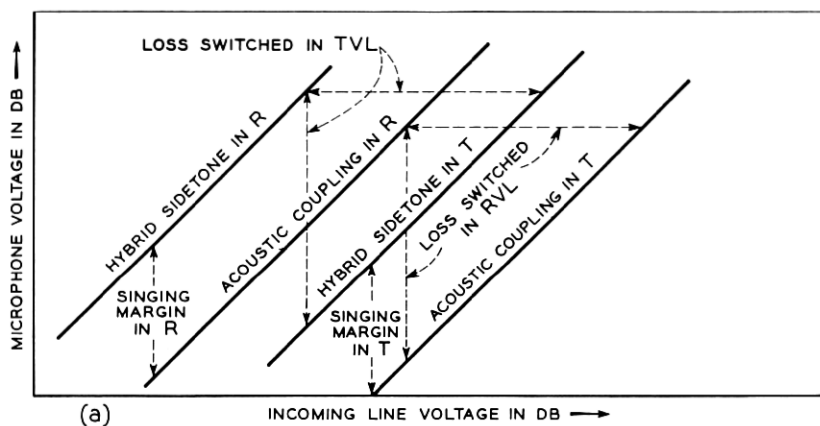 LOSS SWITCHED IN TVL
MICROPHONE VOLTAGE IN DB
HYBRID SIDETONE IN R
ACOUSTIC COUPLING IN R
HYBRID SIDETONE IN T
LOSS SWITCHED
IN RVL
ACOUSTIC COUPLING IN T
SINGING
MARGIN
IN R
SINGING
MARGIN
IN T
(a)
INCOMING LINE VOLTAGE IN DB